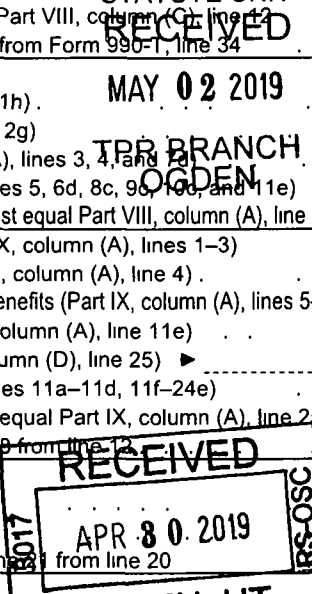 Part VIII, column (C), line 12
RECEIVED
from Form 990-T, line 34
MAY 02 2019
1h) .
2g)
TPR BRANCH
), lines 3, 4, and 7d)
OGDEN
es 5, 6d, 8c, 9c, 10c, and 11e)
st equal Part VIII, column (A), line
X, column (A), lines 1–3)
, column (A), line 4) .
enefits (Part IX, column (A), lines 5-
olumn (A), line 11e)
umn (D), line 25) ►
es 11a–11d, 11f–24e)
equal Part IX, column (A), line 2
from line 12
RECEIVED
APR 30 2019
IRS-OSC
21 from line 20